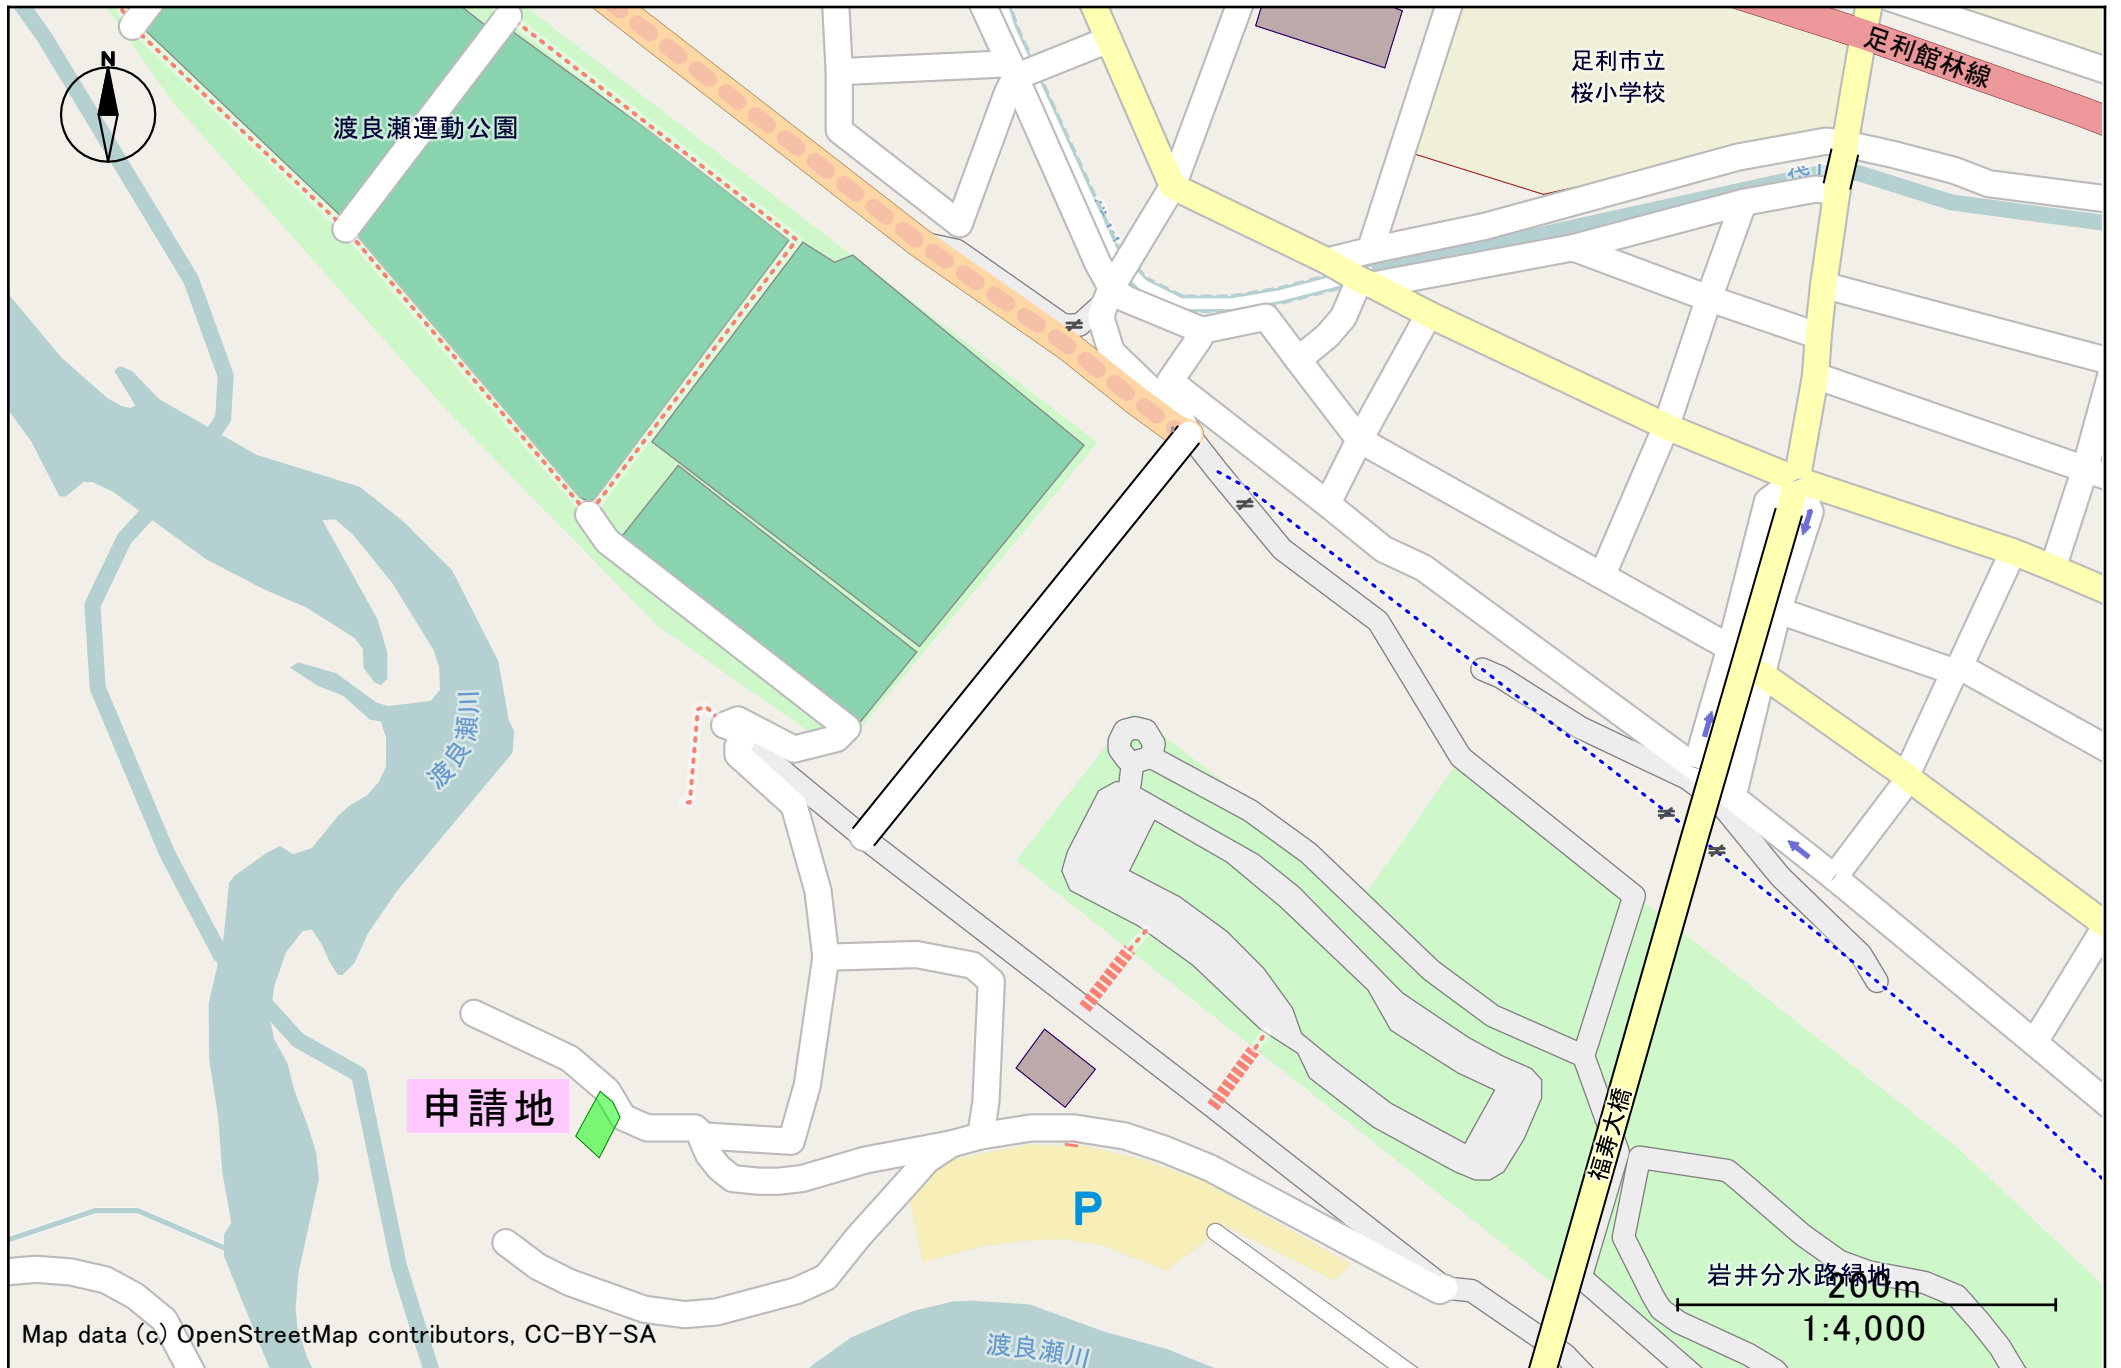 N
足利館林線
足利市立
桜小学校
渡良瀬運動公園
渡良瀬川
申請地
P
福寿大橋
岩井分水路緑地
200m
1:4,000
Map data (c) OpenStreetMap contributors, CC-BY-SA
渡良瀬川